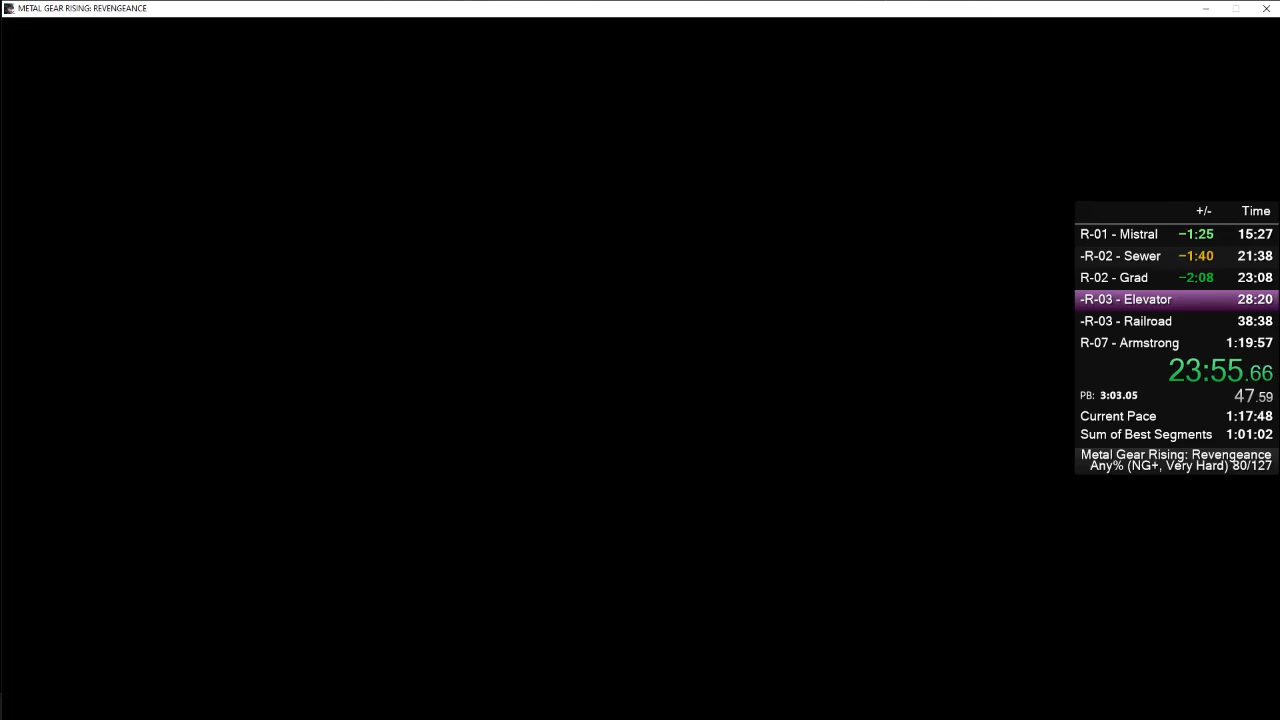 METAL GEAR RISING: REVENGEANCE
+/- Time
R-01 - Mistral −1:25 15:27
-R-02 - Sewer −1:40 21:38
R-02 - Grad −2:08 23:08
-R-03 - Elevator 28:20
-R-03 - Railroad 38:38
R-07 - Armstrong 1:19:57
23:55.66
PB: 3:03.05 47.59
Current Pace 1:17:48
Sum of Best Segments 1:01:02
Metal Gear Rising: Revengeance
Any% (NG+, Very Hard) 80/127